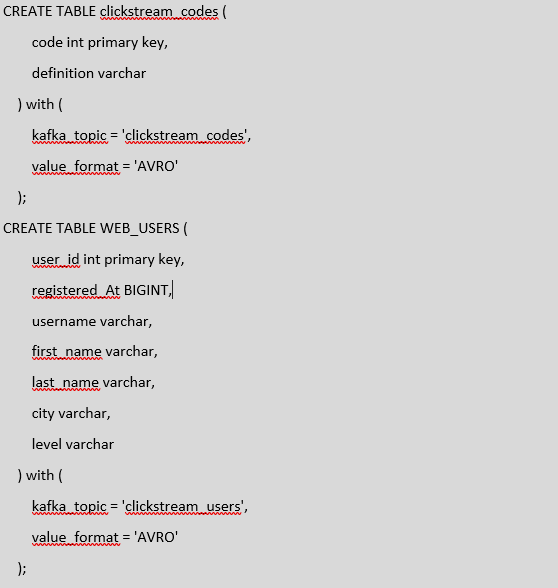 CREATE TABLE clickstream_codes (
code int primary key,
definition varchar
) with (
kafka_topic = 'clickstream_codes',
value_format = 'AVRO'
);
CREATE TABLE WEB_USERS (
user_id int primary key,
registered_At BIGINT,
username varchar,
first_name varchar,
last_name varchar,
city varchar,
level varchar
) with (
kafka_topic = 'clickstream_users',
value_format = 'AVRO'
);